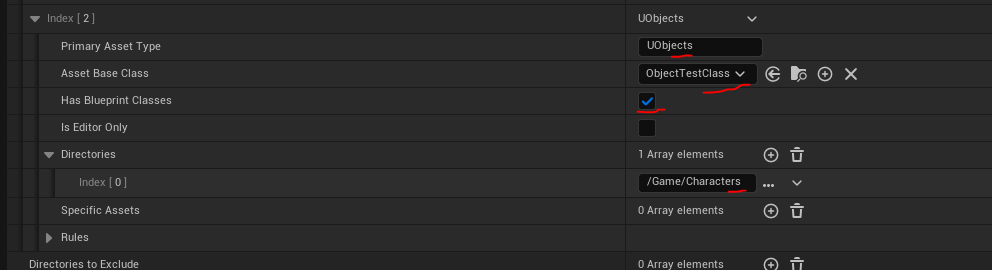 Index [ 2 ] UObjects
Primary Asset Type UObjects
Asset Base Class ObjectTestClass
Has Blueprint Classes
Is Editor Only
Directories 1 Array elements
Index [ 0 ] /Game/Characters
Specific Assets 0 Array elements
Rules
Directories to Exclude 0 Array elements